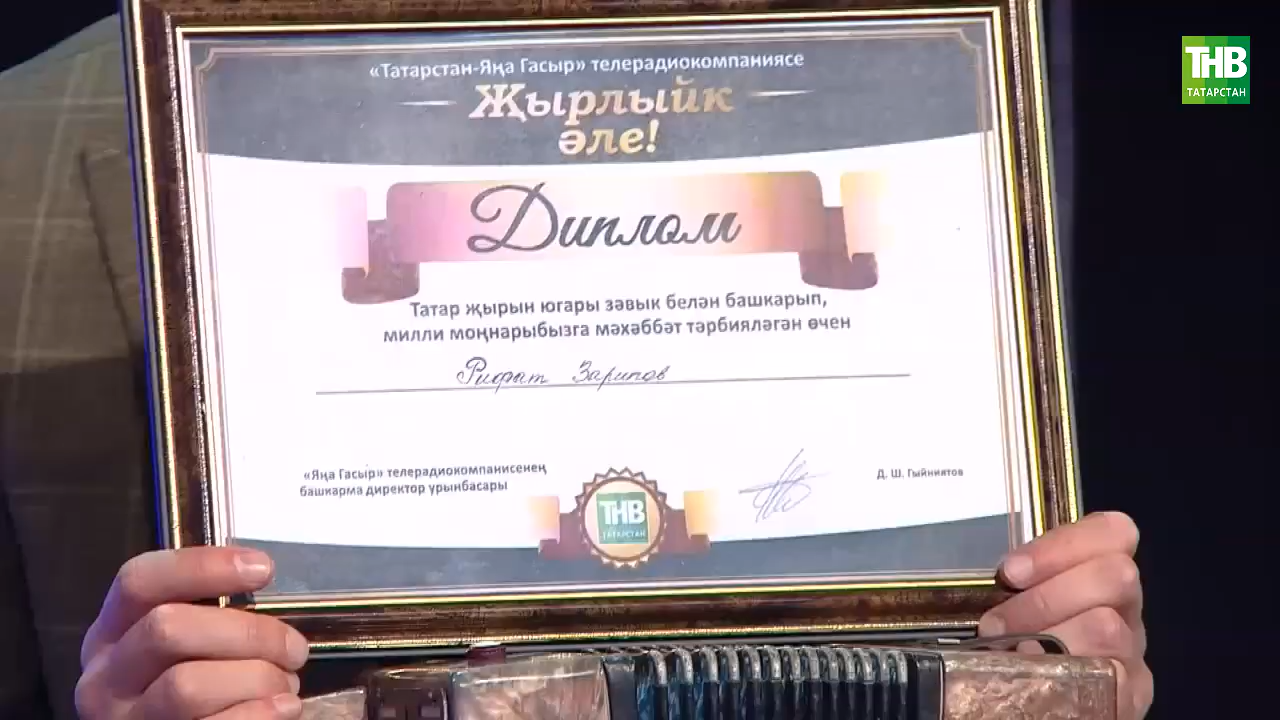 ТНВ
ТАТАРСТАН
«Татарстан-Яңа Гасыр» телерадиокомпаниясе
Җырлыйк
әле!
Диплом
Татар җырын югары зәвык белән башкарып,
милли моңнарыбызга мәхәббәт тәрбияләгән өчен
Рифат Зарипов
«Яңа Гасыр» телерадиокомпанисенең
башкарма директор урынбасары
Д. Ш. Гыйниятов
ТНВ
ТАТАРСТАН